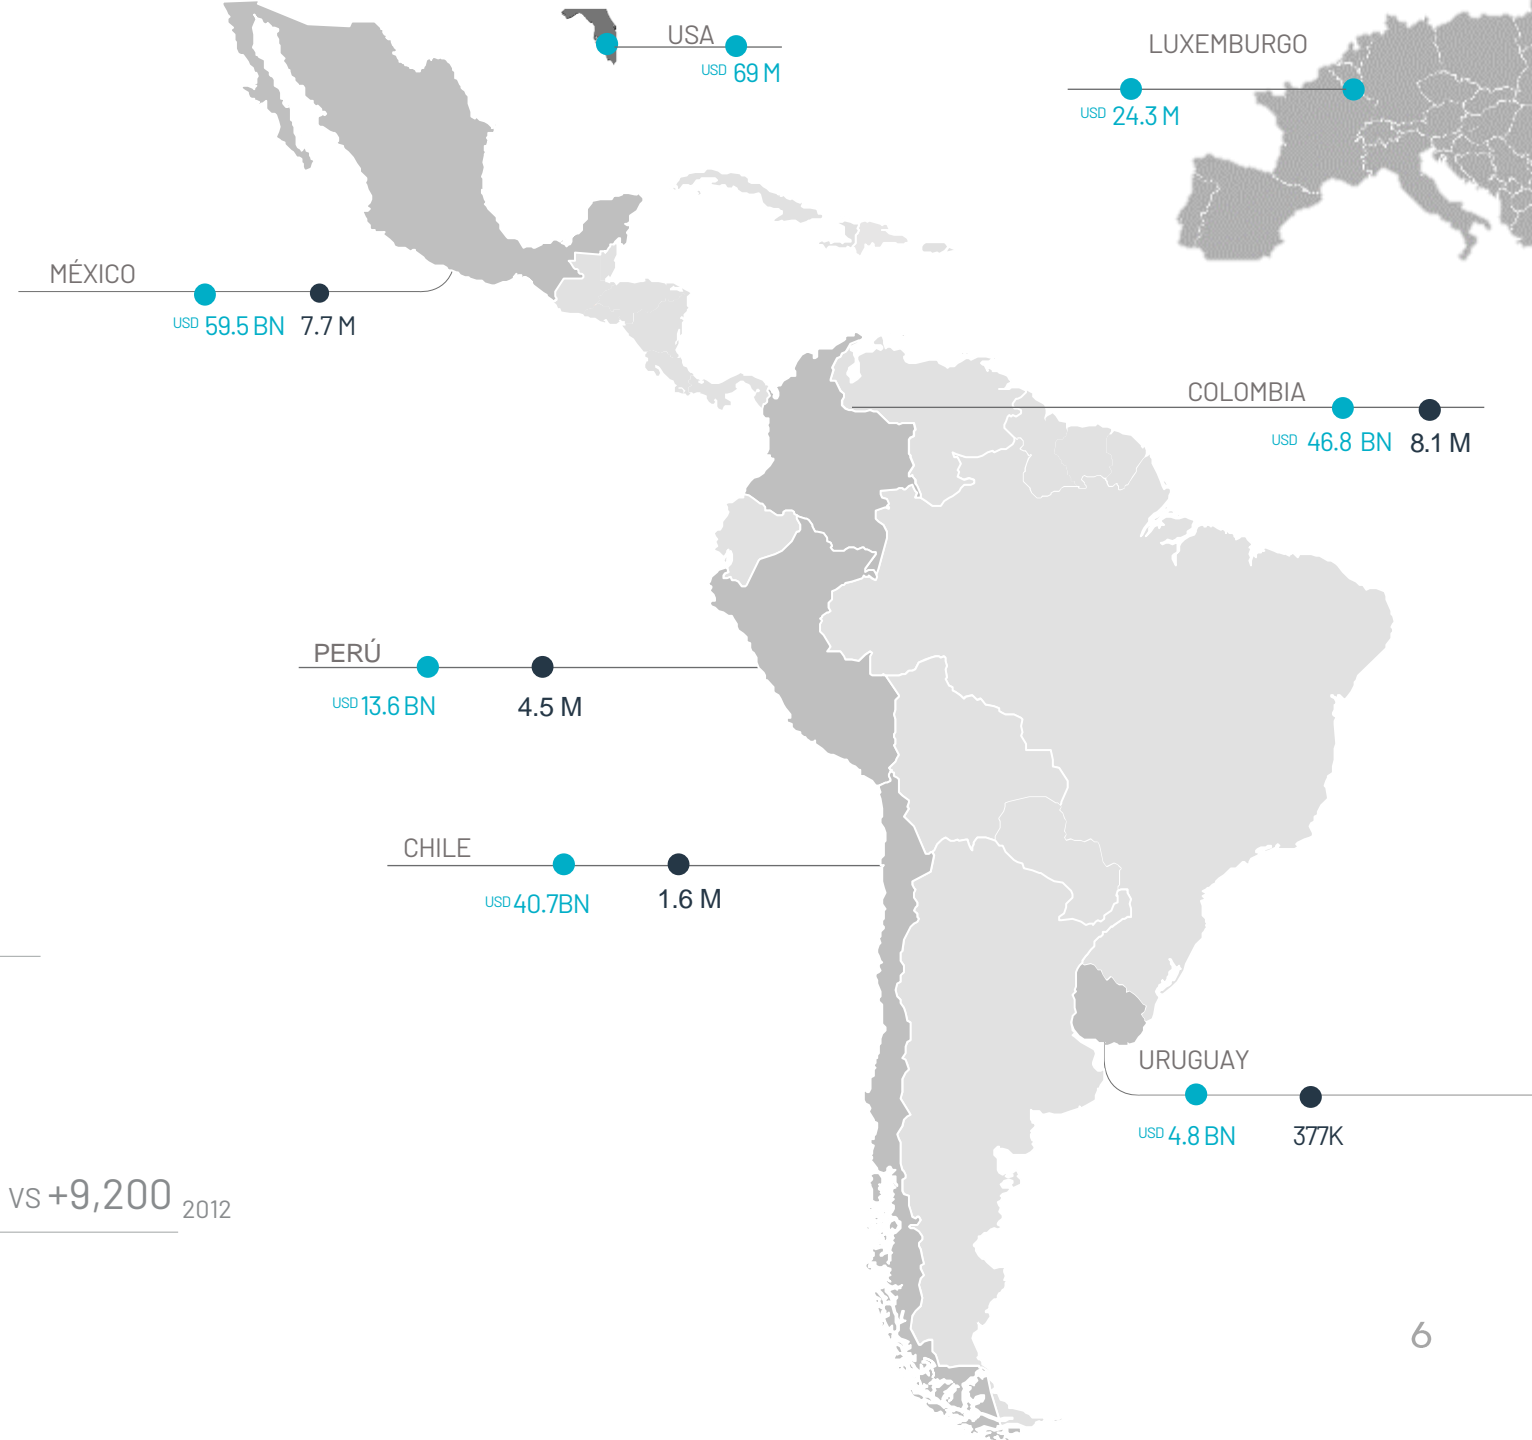 USA
USD 69 M
LUXEMBURGO
USD 24.3 M
MÉXICO
USD 59.5 BN 7.7 M
COLOMBIA
USD 46.8 BN 8.1 M
PERÚ
USD 13.6 BN 4.5 M
CHILE
USD 40.7BN 1.6 M
URUGUAY
USD 4.8 BN 377K
VS +9,200 2012
6